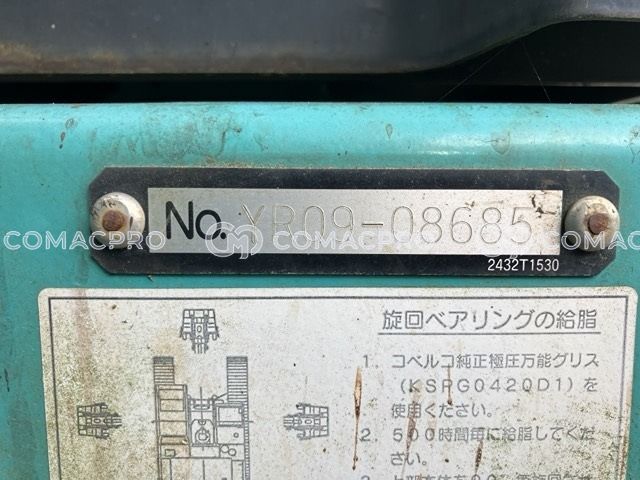 No. YR09-08685
2432T1530
COMACPRO COMACPRO COMACPRO
旋回ベアリングの給脂
1. コベルコ純正極圧万能グリス
(KSPG0420D1)を
使用ください。
2. 500時間毎に給脂してくだ
さい。